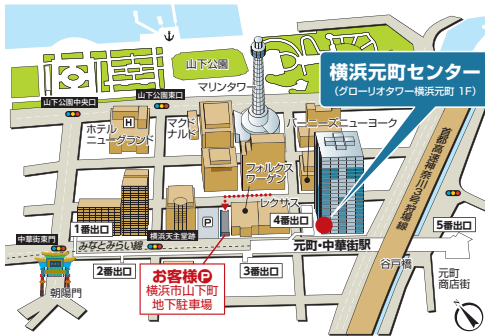 山下公園
マリンタワー
山下公園東口
山下公園中央口
横浜元町センター
(グローリオタワー横浜元町 1F)
H
ホテル
ニューグランド
マクド
ナルド
バーニーズニューヨーク
フォルクス
ワーゲン
レクサス
首都高速神奈川3号狩場線
P
4番出口
1番出口
横浜天主堂跡
5番出口
中華街東門
みなとみらい線
元町・中華街駅
2番出口
3番出口
谷戸橋
お客様P
横浜市山下町
地下駐車場
朝陽門
元町
商店街